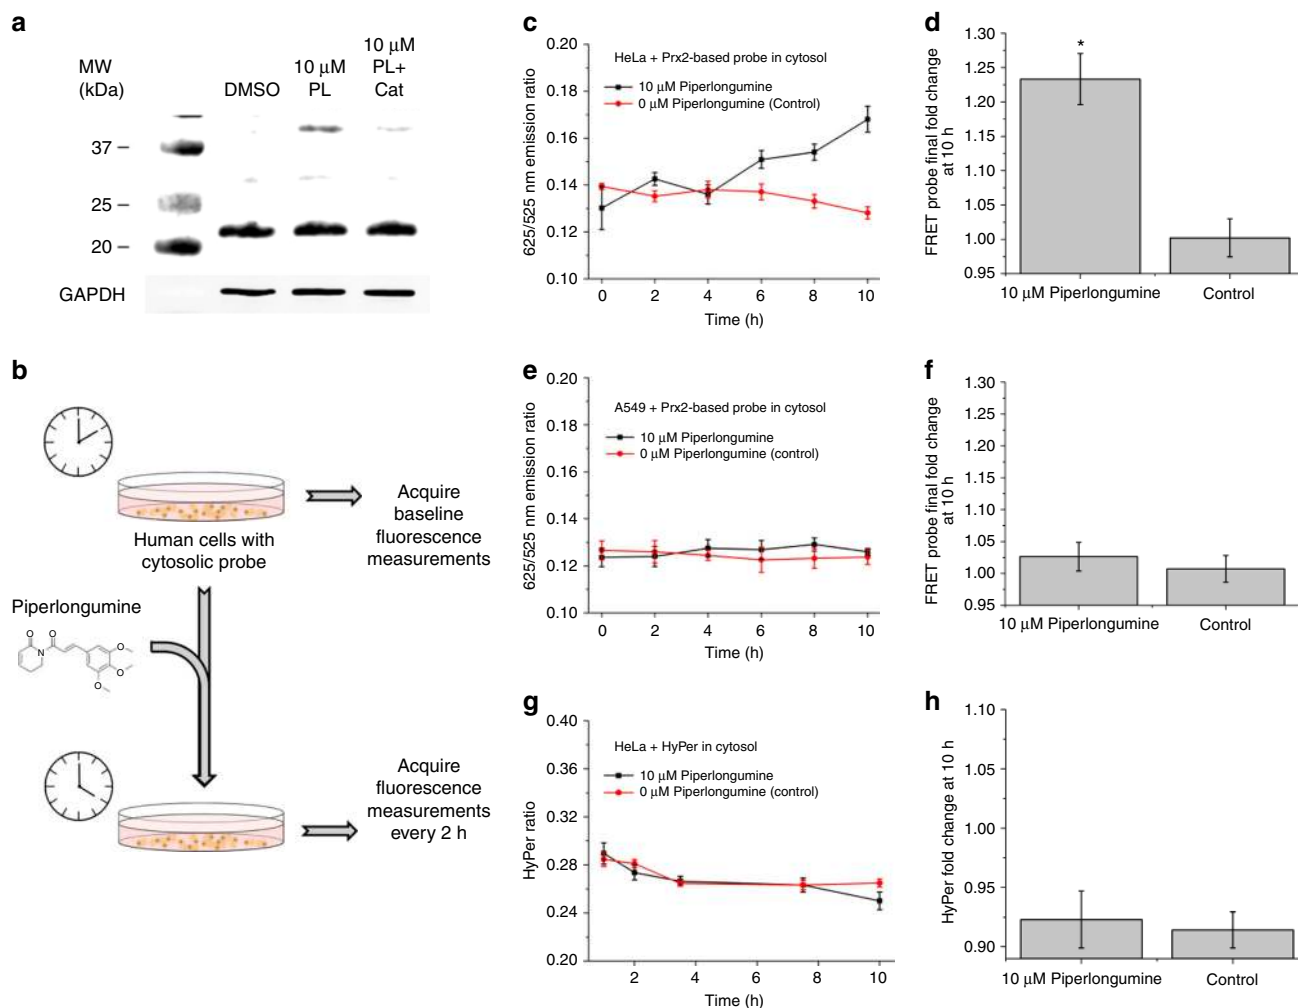 a
MW
(kDa)
DMSO
10 μM
PL
10 μM
PL+
Cat
37
25
20
GAPDH
b
Human cells with
cytosolic probe
Acquire
baseline
fluorescence
measurements
Piperlongumine
O
O
N
O
O
O
Acquire
fluorescence
measurements
every 2 h
c
HeLa + Prx2-based probe in cytosol
10 μM Piperlongumine
0 μM Piperlongumine (Control)
625/525 nm emission ratio
0.20
0.18
0.16
0.14
0.12
0.10
0 2 4 6 8 10
Time (h)
d
FRET probe final fold change
at 10 h
1.30
1.25
1.20
1.15
1.10
1.05
1.00
0.95
*
10 μM Piperlongumine
Control
e
A549 + Prx2-based probe in cytosol
10 μM Piperlongumine
0 μM Piperlongumine (control)
625/525 nm emission ratio
0.20
0.18
0.16
0.14
0.12
0.10
0 2 4 6 8 10
Time (h)
f
FRET probe final fold change
at 10 h
1.30
1.25
1.20
1.15
1.10
1.05
1.00
0.95
10 μM Piperlongumine
Control
g
HeLa + HyPer in cytosol
10 μM Piperlongumine
0 μM Piperlongumine (control)
HyPer ratio
0.40
0.36
0.32
0.28
0.24
0.20
2 4 6 8 10
Time (h)
h
HyPer fold change at 10 h
1.10
1.05
1.00
0.95
0.90
10 μM Piperlongumine
Control